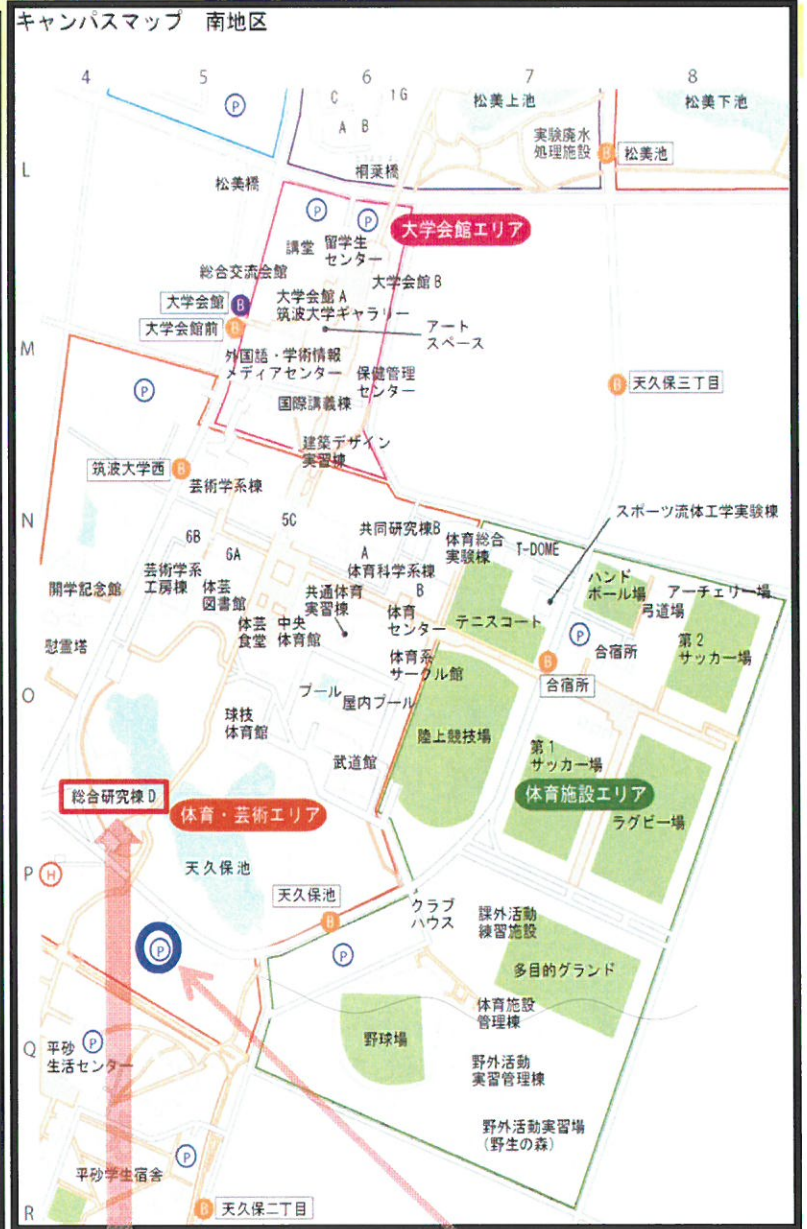 キャンパスマップ 南地区
4 5 6 7 8
P
C
1G
A B
松美上池
松美下池
実験廃水
処理施設
B 松美池
L
松美橋
桐葉橋
P P
大学会館エリア
講堂
留学生
センター
総合交流会館
大学会館B
大学会館 B
大学会館A
筑波大学ギャラリー
大学会館前 B
アート
スペース
M
外国語・学術情報
メディアセンター
保健管理
センター
B 天久保三丁目
P
国際講義棟
建築デザイン
実習棟
筑波大学西 B
芸術学系棟
N
5C
スポーツ流体工学実験棟
共同研究棟B
体育総合
実験棟
T-DOME
6B
6A
A
体育科学系棟
B
ハンド
ボール場
アーチェリー場
弓道場
開学記念館
芸術学系
工房棟
体芸
図書館
共通体育
実習棟
体育
センター
テニスコート
P
合宿所
第2
サッカー場
慰霊塔
体芸
食堂
中央
体育館
体育系
サークル館
B
合宿所
O
プール
屋内プール
球技
体育館
陸上競技場
第1
サッカー場
武道館
総合研究棟D
体育・芸術エリア
体育施設エリア
ラグビー場
P
H
天久保池
天久保池
B
クラブ
ハウス
課外活動
練習施設
P
P
多目的グランド
体育施設
管理棟
Q
平砂
生活センター
P
野球場
野外活動
実習管理棟
野外活動実習場
(野生の森)
P
平砂学生宿舎
R
B 天久保二丁目